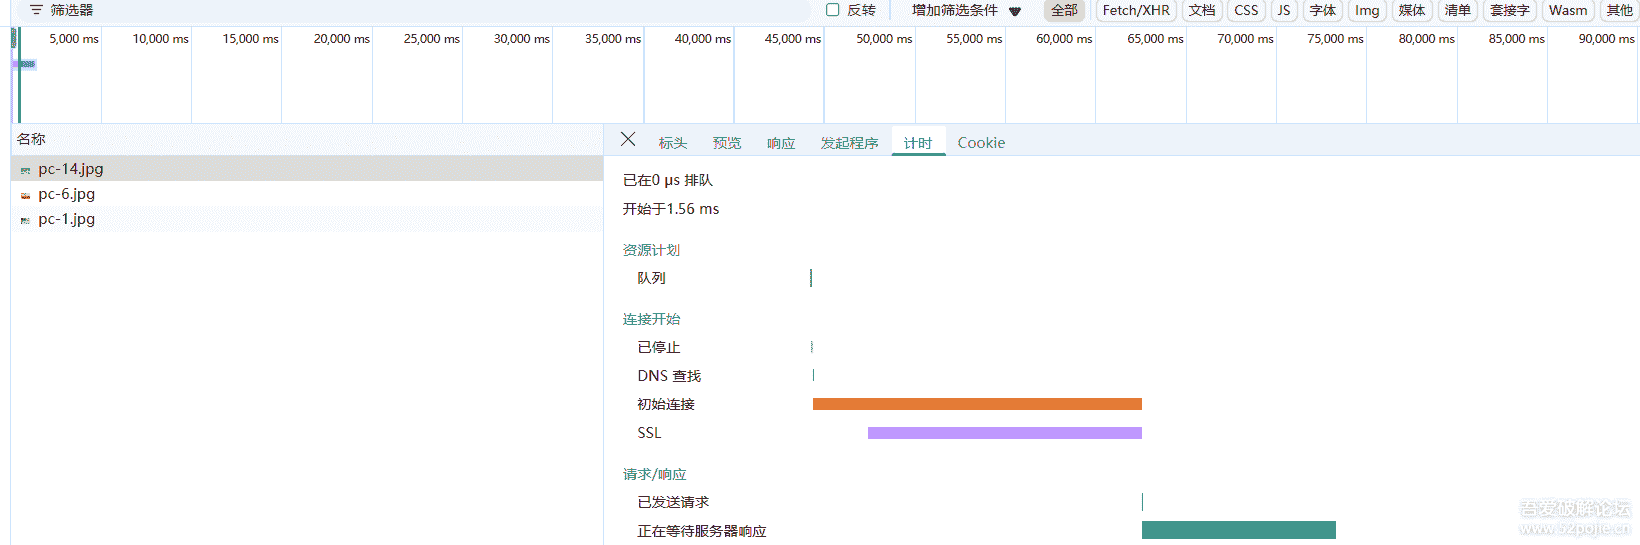 筛选器 反转 增加筛选条件 全部 Fetch/XHR 文档 CSS JS 字体 Img 媒体 清单 套接字 Wasm 其他
5,000 ms 10,000 ms 15,000 ms 20,000 ms 25,000 ms 30,000 ms 35,000 ms 40,000 ms 45,000 ms 50,000 ms 55,000 ms 60,000 ms 65,000 ms 70,000 ms 75,000 ms 80,000 ms 85,000 ms 90,000 ms
名称
pc-14.jpg
pc-6.jpg
pc-1.jpg
标头 预览 响应 发起程序 计时 Cookie
已在0 μs 排队
开始于1.56 ms
资源计划
队列
连接开始
已停止
DNS 查找
初始连接
SSL
请求/响应
已发送请求
正在等待服务器响应
吾爱破解论坛
www.52pojie.cn